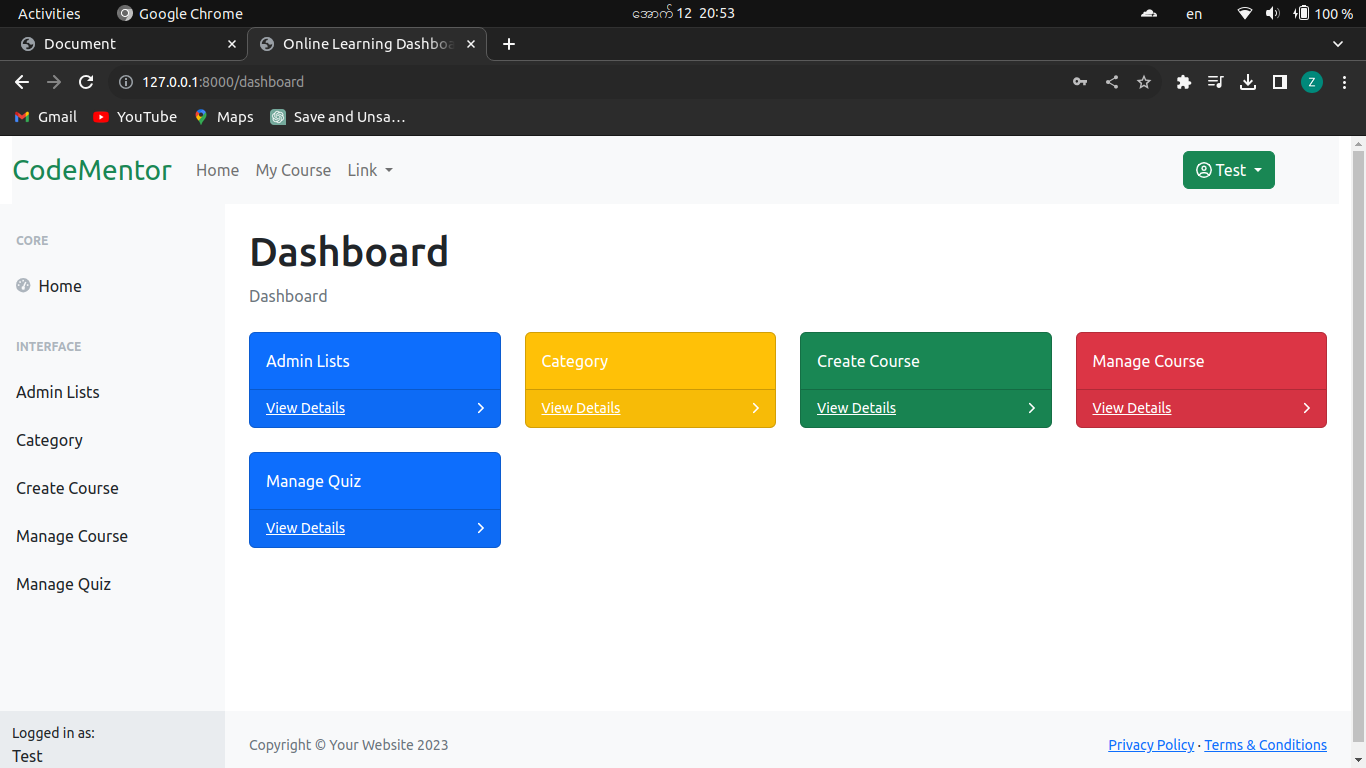 Activities Google Chrome အောက် 12 20:53 en 100 %
Document Online Learning Dashboa
127.0.0.1:8000/dashboard Z
Gmail YouTube Maps Save and Unsa…
CodeMentor Home My Course Link Test
CORE
Home
INTERFACE
Admin Lists
Category
Create Course
Manage Course
Manage Quiz
Logged in as:
Test
Dashboard
Dashboard
Admin Lists Category Create Course Manage Course
View Details View Details View Details View Details
Manage Quiz
View Details
Copyright © Your Website 2023 Privacy Policy · Terms & Conditions